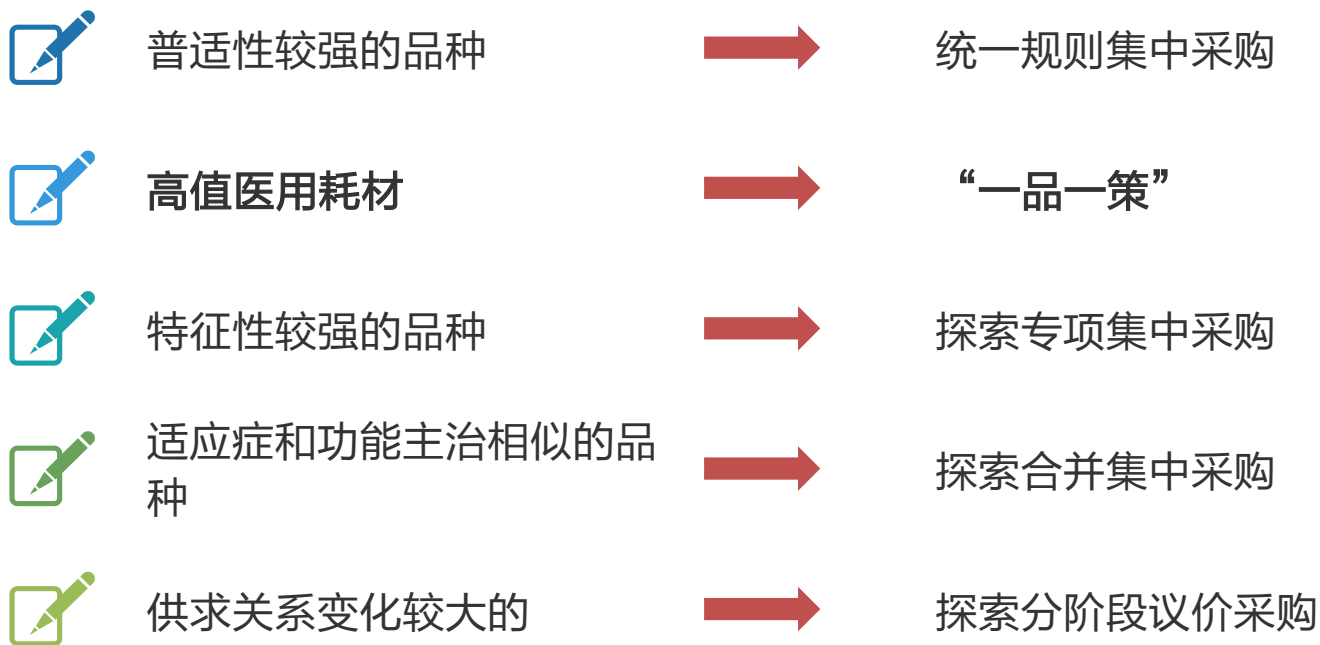 普适性较强的品种
统一规则集中采购
高值医用耗材
“一品一策”
特征性较强的品种
探索专项集中采购
适应症和功能主治相似的品
种
探索合并集中采购
供求关系变化较大的
探索分阶段议价采购